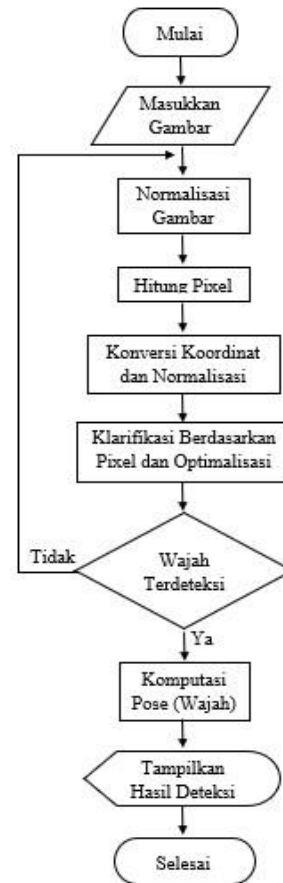 Mulai
Masukkan
Gambar
Normalisasi
Gambar
Hitung Pixel
Konversi Koordinat
dan Normalisasi
Klarifikasi Berdasarkan
Pixel dan Optimalisasi
Tidak
Wajah
Terdeteksi
Ya
Komputasi
Pose (Wajah)
Tampilkan
Hasil Deteksi
Selesai